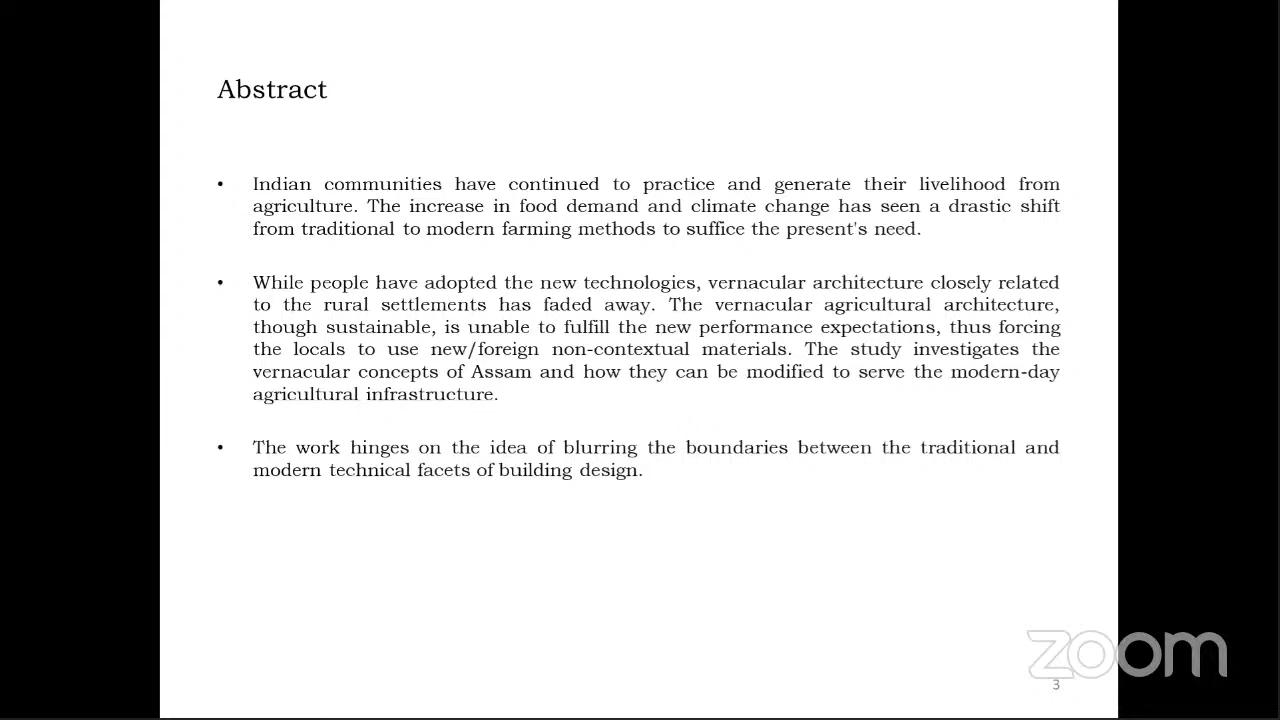 Abstract
• Indian communities have continued to practice and generate their livelihood from
agriculture. The increase in food demand and climate change has seen a drastic shift
from traditional to modern farming methods to suffice the present's need.
• While people have adopted the new technologies, vernacular architecture closely related
to the rural settlements has faded away. The vernacular agricultural architecture,
though sustainable, is unable to fulfill the new performance expectations, thus forcing
the locals to use new/foreign non-contextual materials. The study investigates the
vernacular concepts of Assam and how they can be modified to serve the modern-day
agricultural infrastructure.
• The work hinges on the idea of blurring the boundaries between the traditional and
modern technical facets of building design.
zoom
3